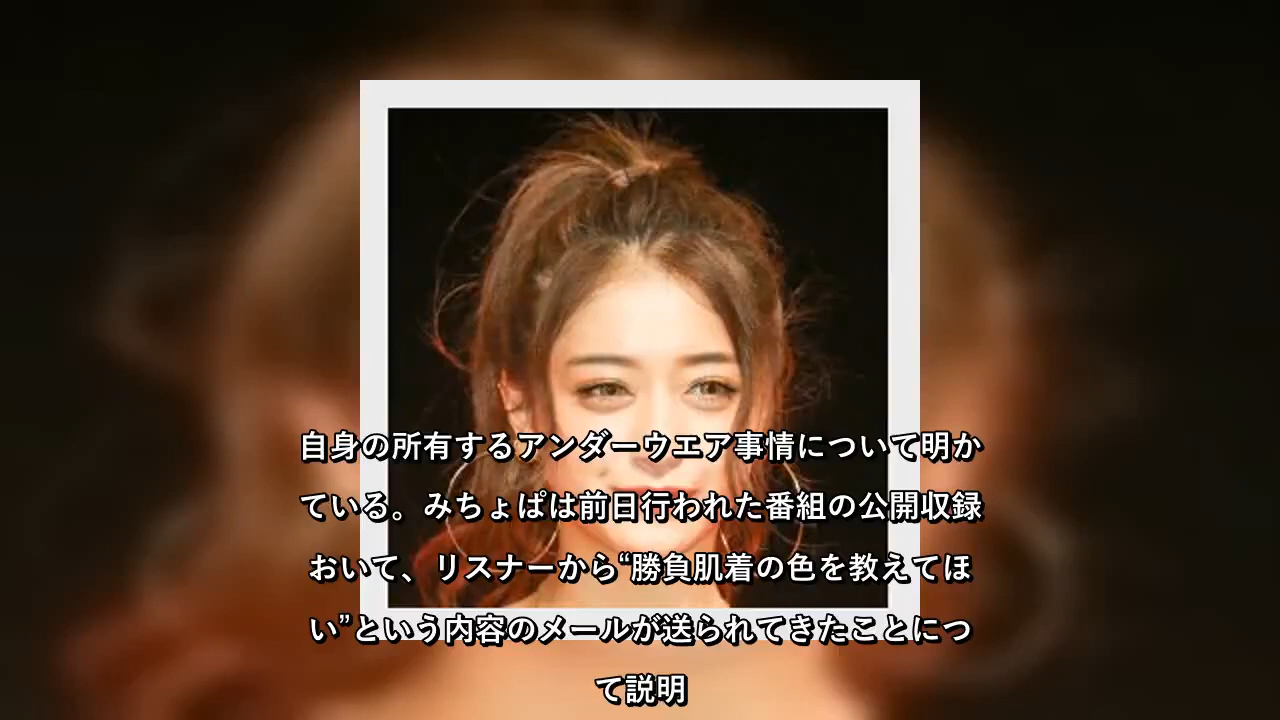 自身の所有するアンダーウエア事情について明か
ている。みちょぱは前日行われた番組の公開収録
おいて、リスナーから“勝負肌着の色を教えてほ
い”という内容のメールが送られてきたことにつ
て説明